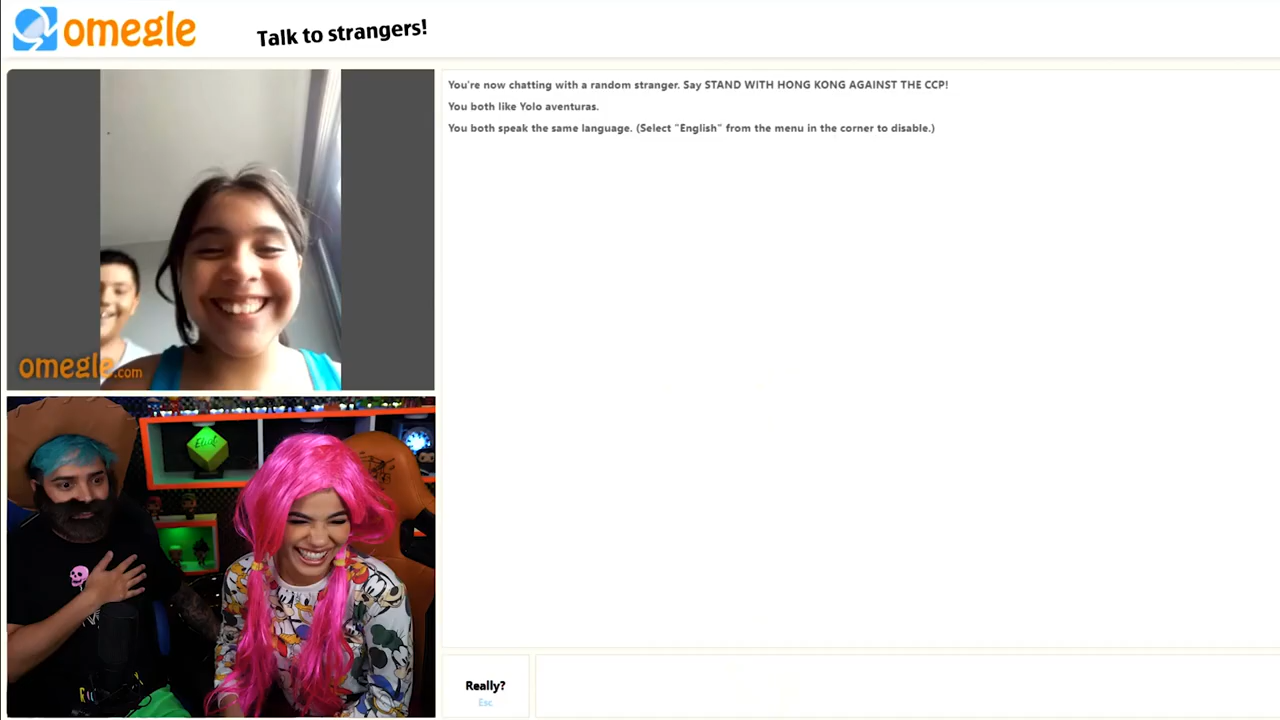 omegle
Talk to strangers!
You're now chatting with a random stranger. Say STAND WITH HONG KONG AGAINST THE CCP!
You both like Yolo aventuras.
You both speak the same language. (Select "English" from the menu in the corner to disable.)
omegle.com
Really?
Esc